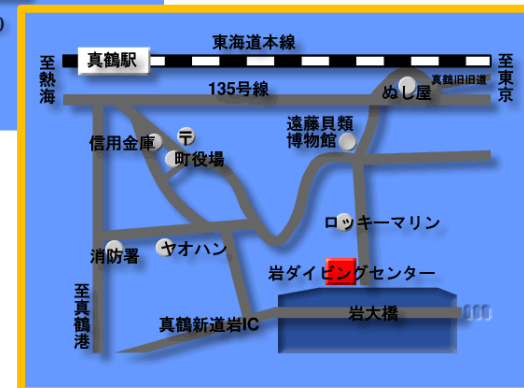 )
東海道本線
真鶴駅
至熱海
至東京
真鶴旧旧道
135号線
ぬし屋
遠藤貝類
博物館
信用金庫
〒
町役場
ロッキーマリン
消防署
ヤオハン
岩ダイビングセンター
至真鶴港
岩大橋
真鶴新道岩IC